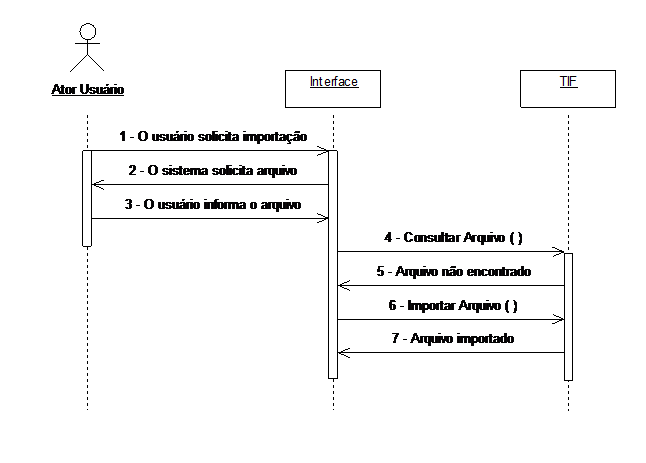 Ator Usuário
Interface
TIF
1 - O usuário solicita importação
2 - O sistema solicita arquivo
3 - O usuário informa o arquivo
4 - Consultar Arquivo ( )
5 - Arquivo não encontrado
6 - Importar Arquivo ( )
7 - Arquivo importado